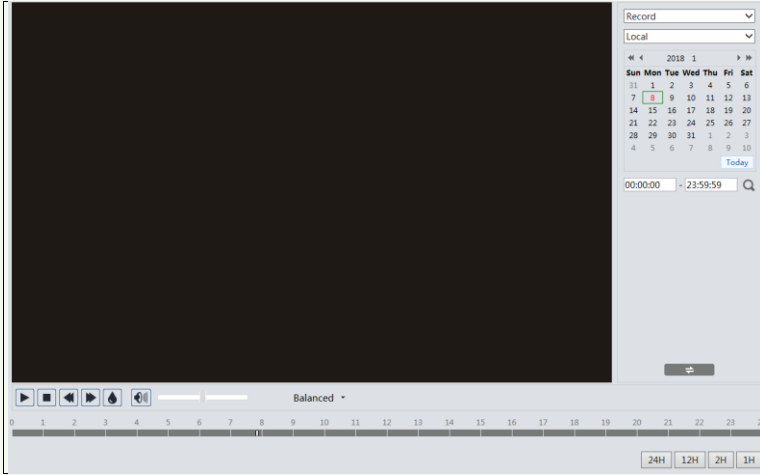 Record
Local
2018 1
Sun Mon Tue Wed Thu Fri Sat
31 1 2 3 4 5 6
7 8 9 10 11 12 13
14 15 16 17 18 19 20
21 22 23 24 25 26 27
28 29 30 31 1 2 3
4 5 6 7 8 9 10
Today
00:00:00 - 23:59:59
Balanced
0 1 2 3 4 5 6 7 8 9 10 11 12 13 14 15 16 17 18 19 20 21 22 23
24H 12H 2H 1H